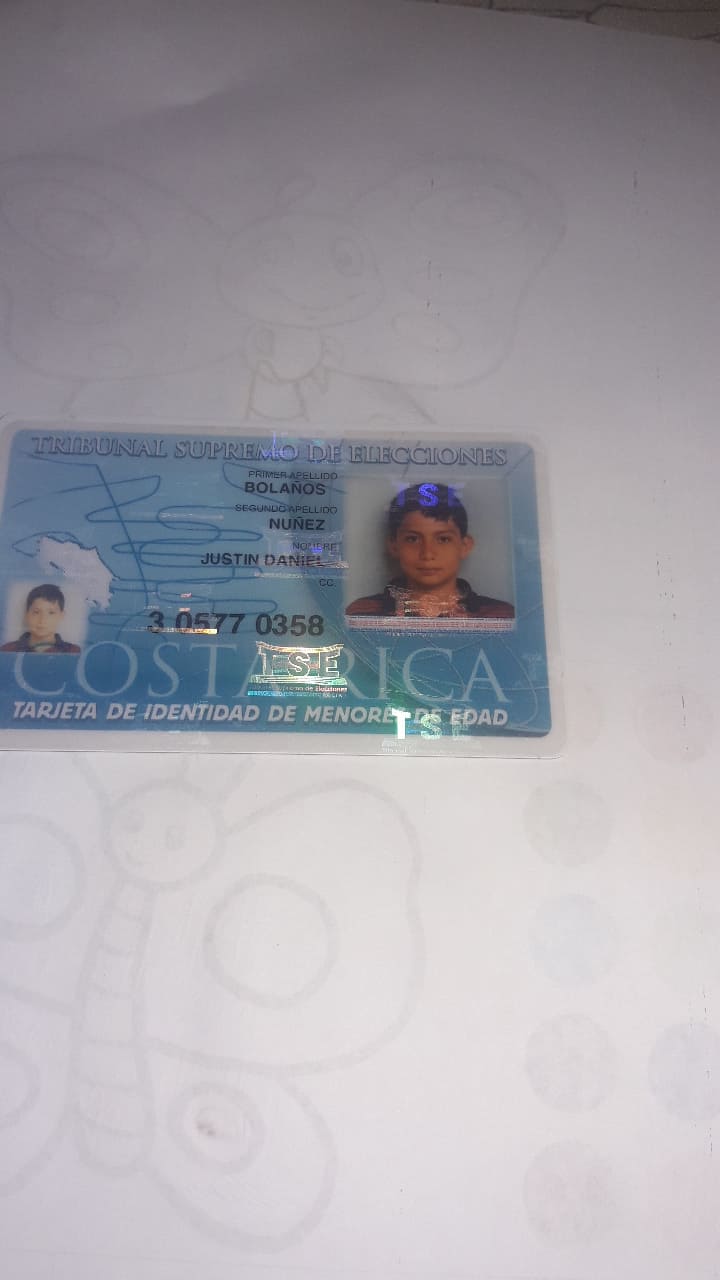 TRIBUNAL SUPREMO DE ELECCIONES
PRIMER APELLIDO
BOLAÑOS
SEGUNDO APELLIDO
NUÑEZ
NOMBRE
JUSTIN DANIEL
CC.
3 0577 0358
TSE
COSTA RICA
TSE
Tribunal Supremo de Elecciones
TARJETA DE IDENTIDAD DE MENORES DE EDAD
TSE